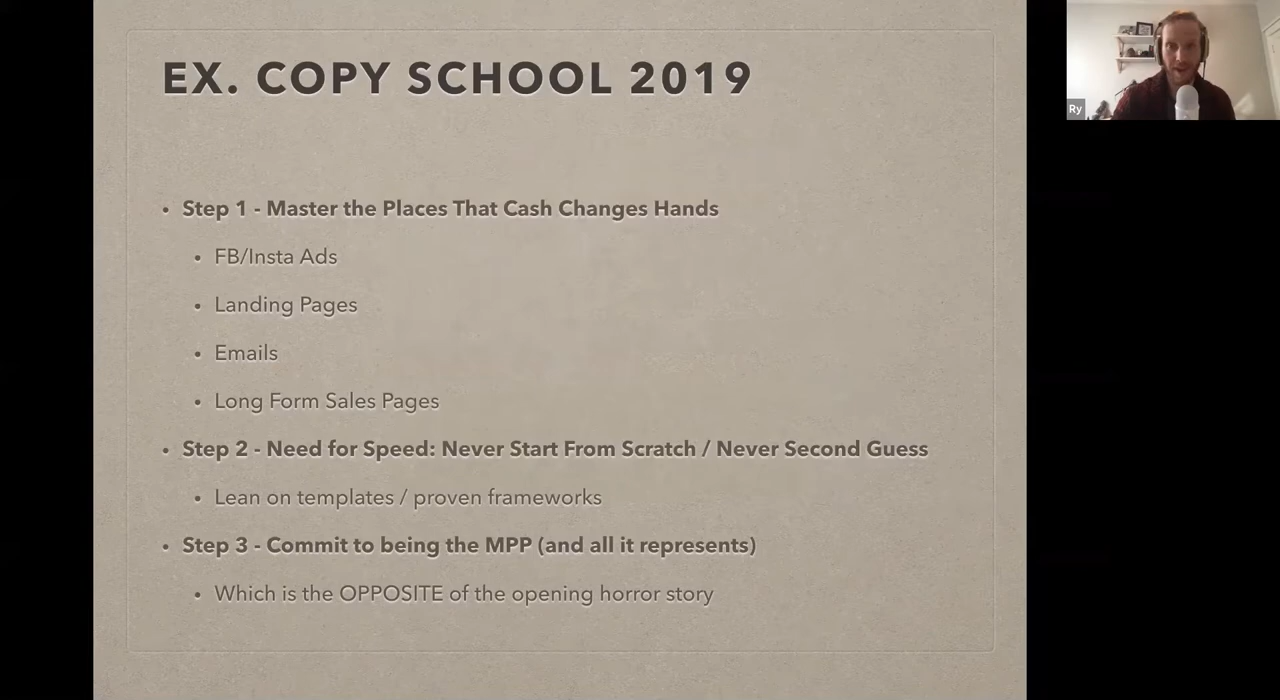 EX. COPY SCHOOL 2019
• Step 1 - Master the Places That Cash Changes Hands
• FB/Insta Ads
• Landing Pages
• Emails
• Long Form Sales Pages
• Step 2 - Need for Speed: Never Start From Scratch / Never Second Guess
• Lean on templates / proven frameworks
• Step 3 - Commit to being the MPP (and all it represents)
• Which is the OPPOSITE of the opening horror story
Ry